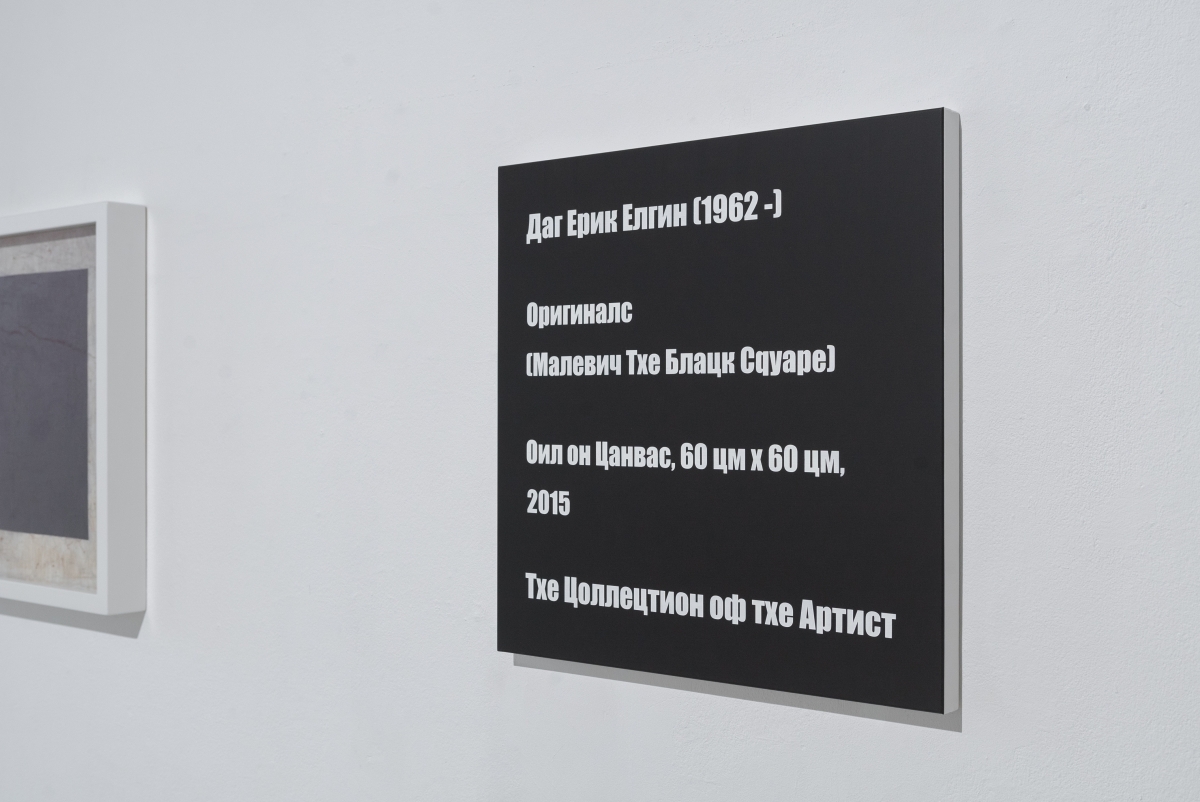 Даг Ерик Елгин (1962 -)
Оригиналс
(Малевич Тхе Блацк Сqуаре)
Оил он Цанвас, 60 цм x 60 цм,
2015
Тхе Цоллецтион оф тхе Артист